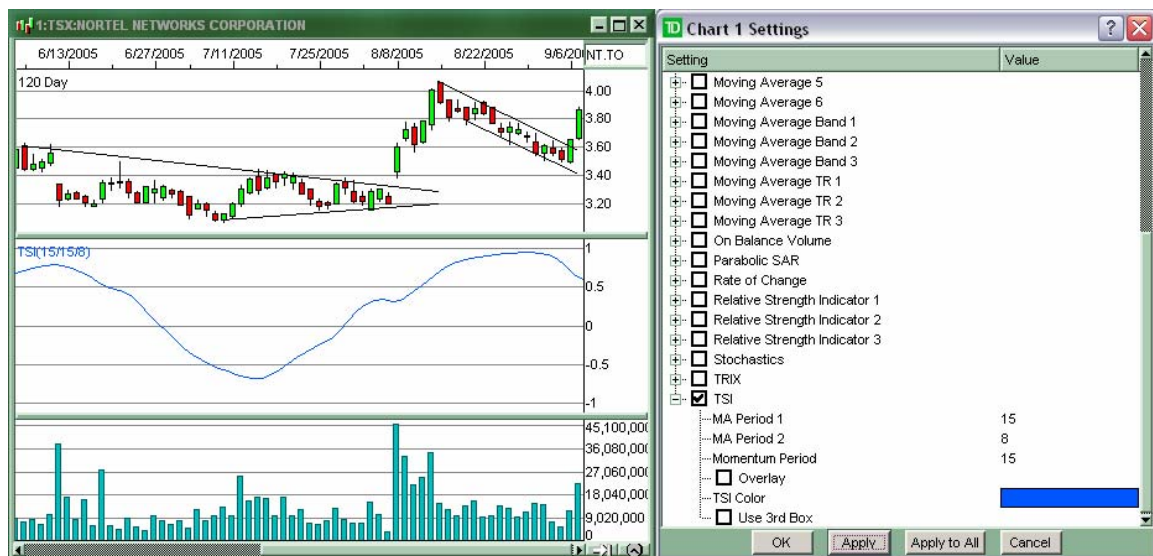 1:TSX:NORTEL NETWORKS CORPORATION
6/13/2005 6/27/2005 7/11/2005 7/25/2005 8/8/2005 8/22/2005 9/6/20 NT.TO
120 Day
4.00
3.80
3.60
3.40
3.20
TSI(15/15/8)
1
0.5
0
-0.5
-1
45,100,000
36,080,000
27,060,000
18,040,000
9,020,000
0
TD Chart 1 Settings
Setting Value
Moving Average 5
Moving Average 6
Moving Average Band 1
Moving Average Band 2
Moving Average Band 3
Moving Average TR 1
Moving Average TR 2
Moving Average TR 3
On Balance Volume
Parabolic SAR
Rate of Change
Relative Strength Indicator 1
Relative Strength Indicator 2
Relative Strength Indicator 3
Stochastics
TRIX
TSI
MA Period 1 15
MA Period 2 8
Momentum Period 15
Overlay
TSI Color
Use 3rd Box
OK Apply Apply to All Cancel